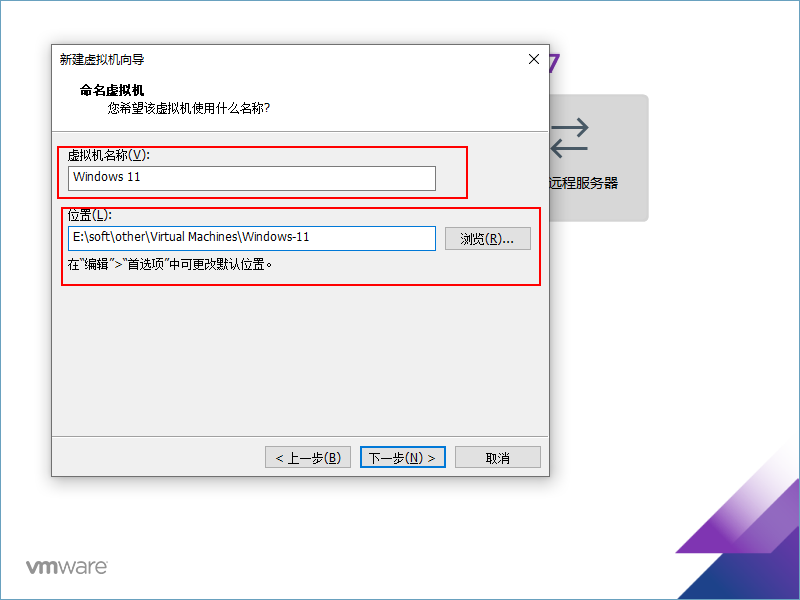 新建虚拟机向导
7
命名虚拟机
您希望该虚拟机使用什么名称?
虚拟机名称(V):
Windows 11
位置(L):
E:\soft\other\Virtual Machines\Windows-11
浏览(R)...
在“编辑”>“首选项”中可更改默认位置。
远程服务器
< 上一步(B)
下一步(N) >
取消
vmware